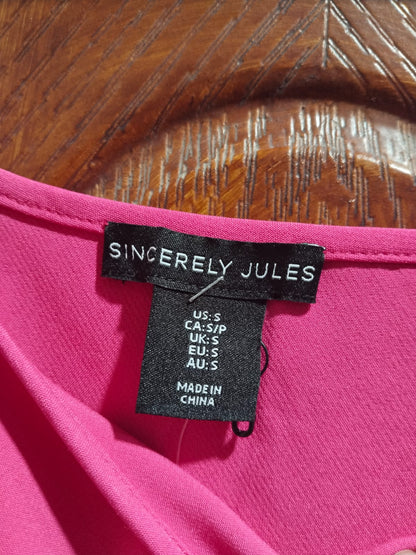 SINCERELY JULES
US: S
CA: S/P
UK: S
EU: S
AU: S
MADE IN
CHINA